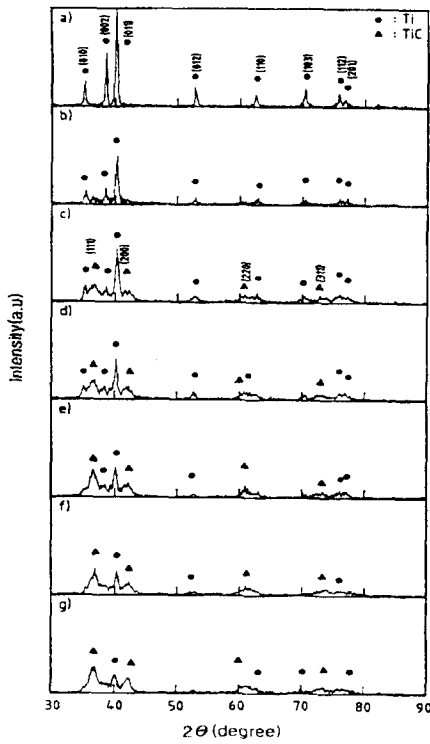 a)
● : Ti
▲ : TiC
(010)
(002)
(011)
(012)
(110)
(103)
(112)
(201)
b)
c)
(111)
(200)
(220)
(311)
d)
e)
f)
g)
Intensity(a.u)
30 40 50 60 70 80 90
2θ (degree)